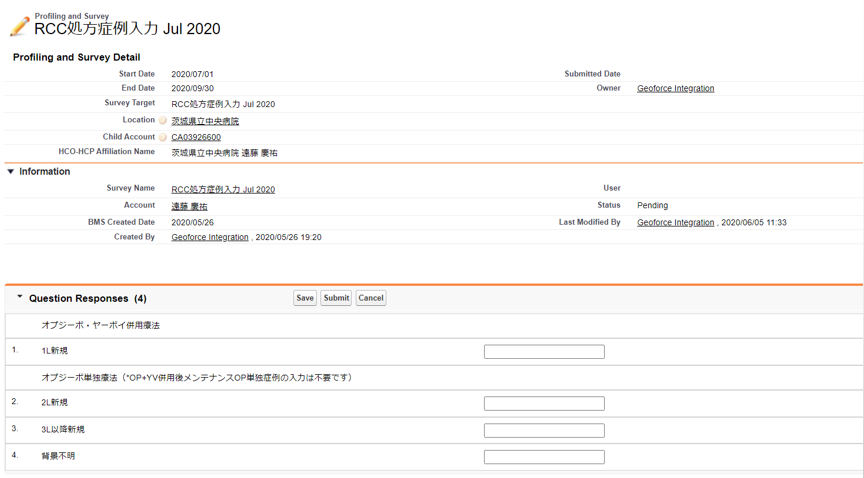 Profiling and Survey
RCC処方症例入力 Jul 2020
Profiling and Survey Detail
Start Date 2020/07/01 Submitted Date
End Date 2020/09/30 Owner Geoforce Integration
Survey Target RCC処方症例入力 Jul 2020
Location 茨城県立中央病院
Child Account CA03926600
HCO-HCP Affiliation Name 茨城県立中央病院 遠藤 慶祐
Information
Survey Name RCC処方症例入力 Jul 2020 User
Account 遠藤 慶祐 Status Pending
BMS Created Date 2020/05/26 Last Modified By Geoforce Integration , 2020/06/05 11:33
Created By Geoforce Integration , 2020/05/26 19:20
Question Responses (4) Save Submit Cancel
オプジーボ・ヤーボイ併用療法
1. 1L新規
オプジーボ単独療法（*OP+YV併用後メンテナンスOP単独症例の入力は不要です）
2. 2L新規
3. 3L以降新規
4. 背景不明